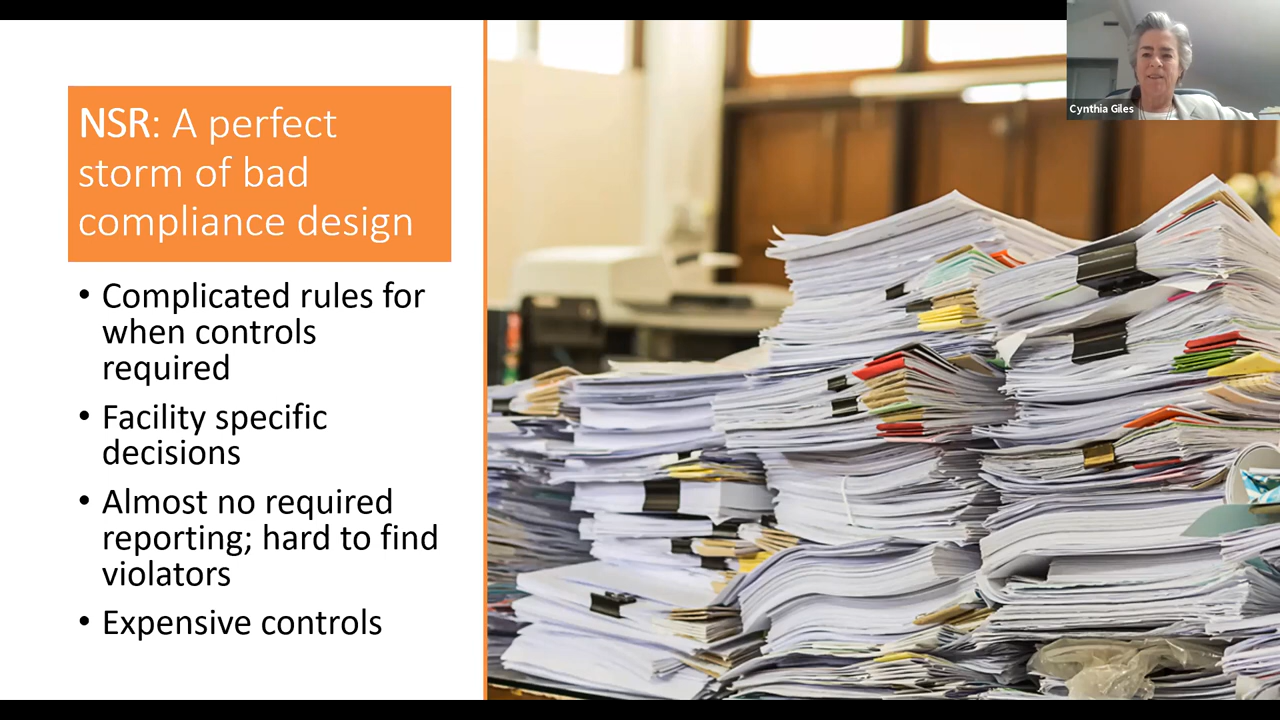 NSR: A perfect
storm of bad
compliance design
• Complicated rules for
when controls
required
• Facility specific
decisions
• Almost no required
reporting; hard to find
violators
• Expensive controls
Cynthia Giles